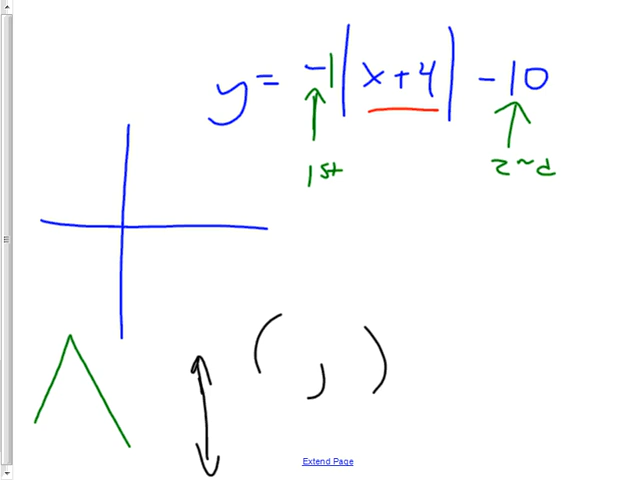 y = -1|x+4| -10
1st 2nd
( , )
Extend Page